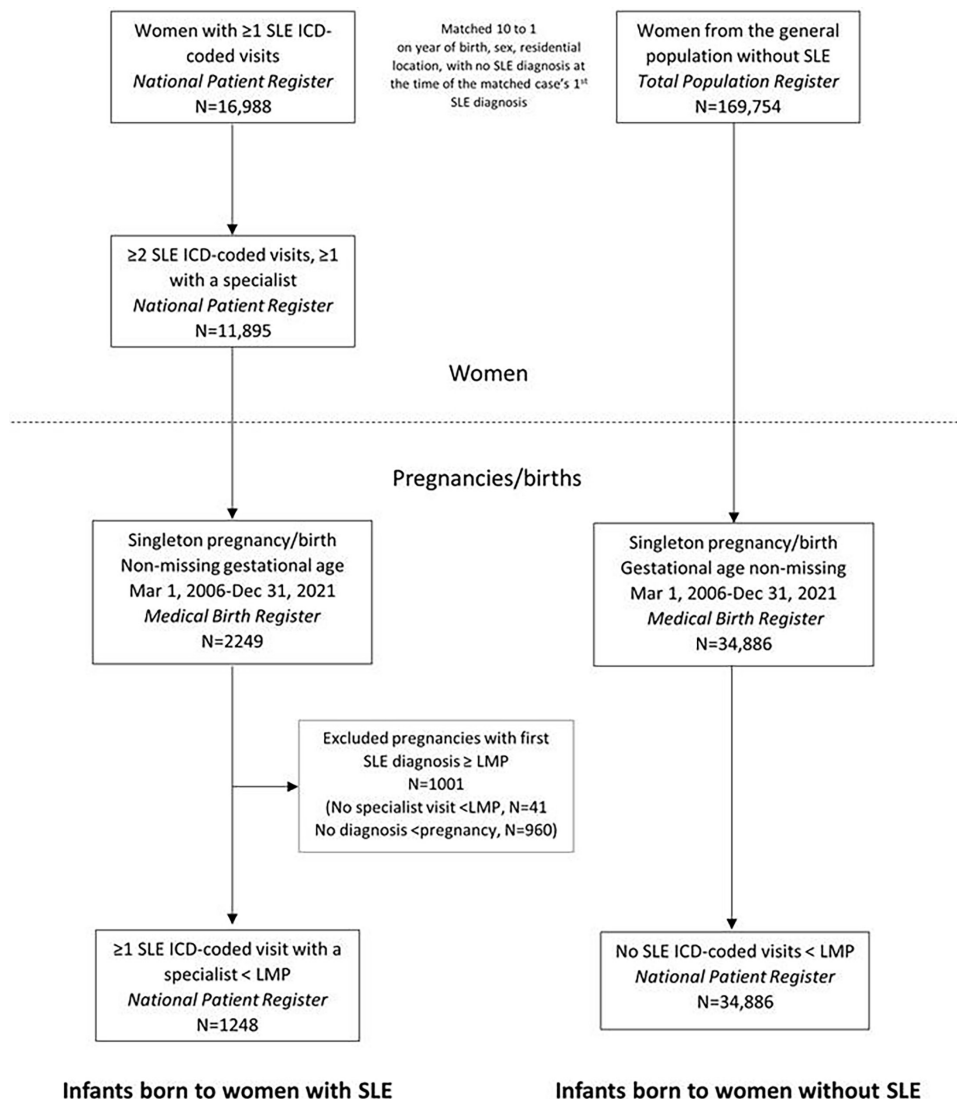 Women with ≥1 SLE ICD-
coded visits
National Patient Register
N=16,988
Matched 10 to 1
on year of birth, sex, residential
location, with no SLE diagnosis at
the time of the matched case's 1st
SLE diagnosis
Women from the general
population without SLE
Total Population Register
N=169,754
≥2 SLE ICD-coded visits, ≥1
with a specialist
National Patient Register
N=11,895
Women
Pregnancies/births
Singleton pregnancy/birth
Non-missing gestational age
Mar 1, 2006-Dec 31, 2021
Medical Birth Register
N=2249
Singleton pregnancy/birth
Gestational age non-missing
Mar 1, 2006-Dec 31, 2021
Medical Birth Register
N=34,886
Excluded pregnancies with first
SLE diagnosis ≥ LMP
N=1001
(No specialist visit <LMP, N=41
No diagnosis <pregnancy, N=960)
≥1 SLE ICD-coded visit with a
specialist < LMP
National Patient Register
N=1248
No SLE ICD-coded visits < LMP
National Patient Register
N=34,886
Infants born to women with SLE
Infants born to women without SLE